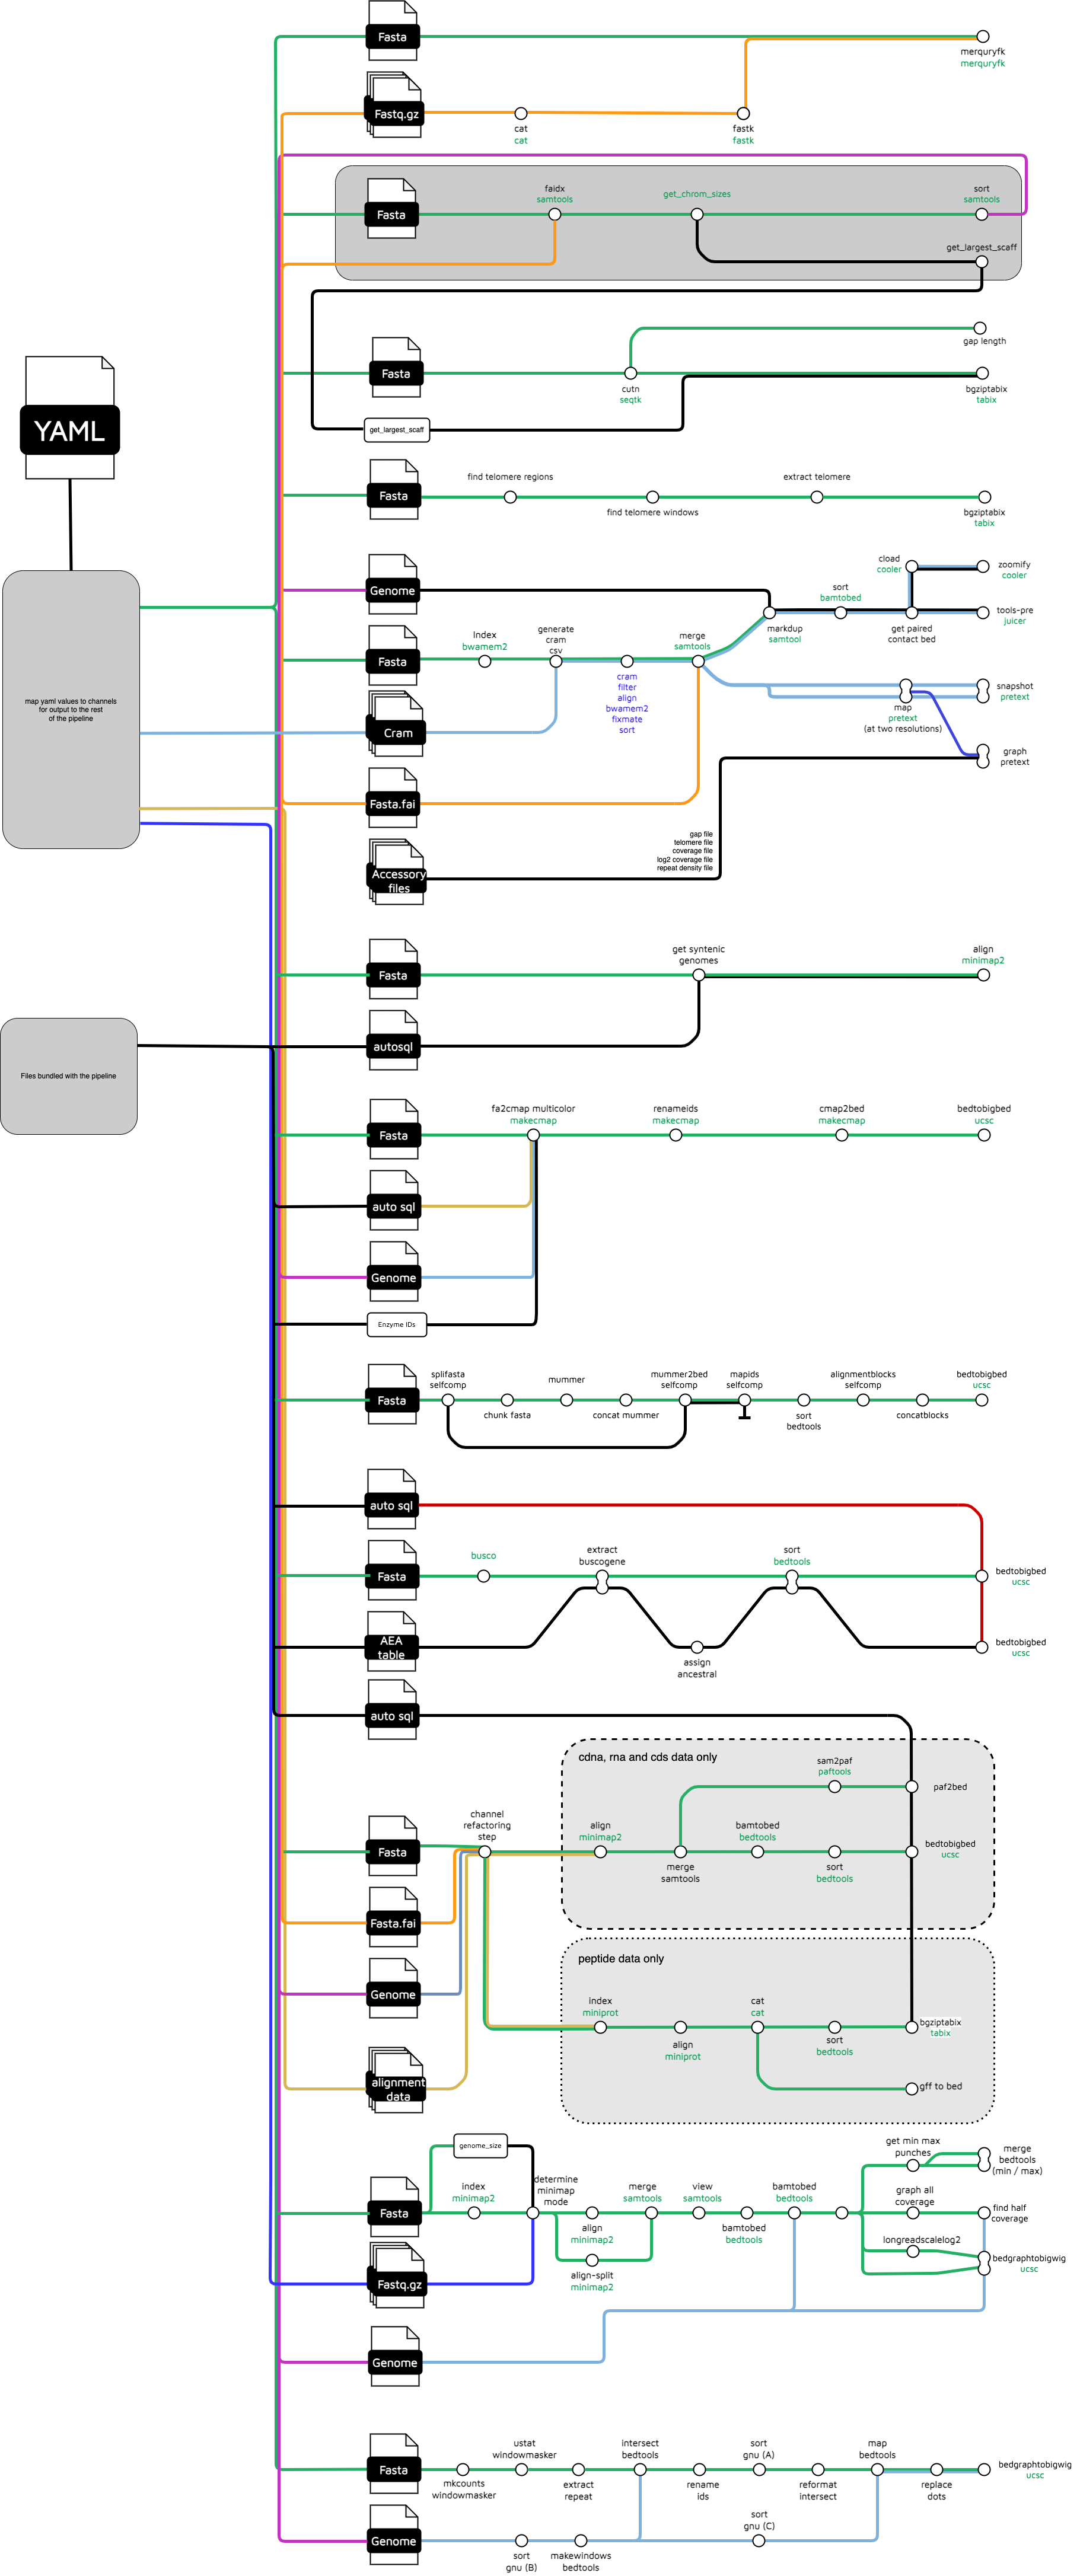 Fasta
merquryfk
merquryfk
Fastq.gz
cat
cat
fastk
fastk
faidx
samtools
get_chrom_sizes
sort
samtools
Fasta
get_largest_scaff
gap length
Fasta
cutn
seqtk
bgziptabix
tabix
get_largest_scaff
YAML
find telomere regions
extract telomere
Fasta
find telomere windows
bgziptabix
tabix
map yaml values to channels
for output to the rest
of the pipeline
Genome
cload
cooler
zoomify
cooler
sort
bamtobed
markdup
samtool
get paired
contact bed
tools-pre
juicer
Fasta
Index
bwamem2
generate
cram
csv
merge
samtools
cram
filter
align
bwamem2
fixmate
sort
snapshot
pretext
map
pretext
(at two resolutions)
Cram
graph
pretext
Fasta.fai
gap file
telomere file
coverage file
log2 coverage file
repeat density file
Accessory
files
get syntenic
genomes
align
minimap2
Fasta
autosql
Files bundled with the pipeline
fa2cmap multicolor
makecmap
renameids
makecmap
cmap2bed
makecmap
bedtobigbed
ucsc
Fasta
auto sql
Genome
Enzyme IDs
splifasta
selfcomp
mummer
mummer2bed
selfcomp
mapids
selfcomp
alignmentblocks
selfcomp
bedtobigbed
ucsc
Fasta
chunk fasta
concat mummer
sort
bedtools
concatblocks
auto sql
busco
extract
buscogene
sort
bedtools
Fasta
bedtobigbed
ucsc
AEA
table
assign
ancestral
bedtobigbed
ucsc
auto sql
cdna, rna and cds data only
sam2paf
paftools
paf2bed
channel
refactoring
step
align
minimap2
bamtobed
bedtools
Fasta
bedtobigbed
ucsc
merge
samtools
sort
bedtools
Fasta.fai
peptide data only
Genome
index
miniprot
cat
cat
bgziptabix
tabix
align
miniprot
sort
bedtools
alignment
data
gff to bed
genome_size
get min max
punches
merge
bedtools
(min / max)
index
minimap2
determine
minimap
mode
merge
samtools
view
samtools
bamtobed
bedtools
graph all
coverage
find half
coverage
Fasta
align
minimap2
bamtobed
bedtools
longreadscalelog2
bedgraphtobigwig
ucsc
align-split
minimap2
Fastq.gz
Genome
ustat
windowmasker
intersect
bedtools
sort
gnu (A)
map
bedtools
bedgraphtobigwig
ucsc
Fasta
mkcounts
windowmasker
extract
repeat
rename
ids
reformat
intersect
replace
dots
sort
gnu (C)
Genome
sort
gnu (B)
makewindows
bedtools